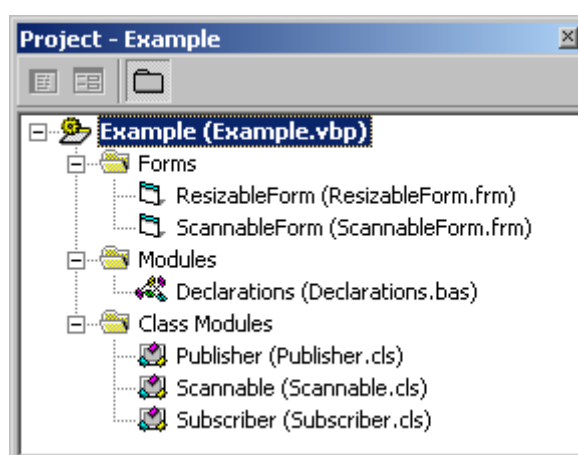 Project - Example
Example (Example.vbp)
Forms
ResizableForm (ResizableForm.frm)
ScannableForm (ScannableForm.frm)
Modules
Declarations (Declarations.bas)
Class Modules
Publisher (Publisher.cls)
Scannable (Scannable.cls)
Subscriber (Subscriber.cls)